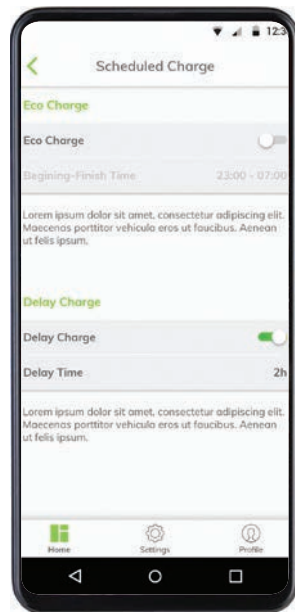 12:3
Scheduled Charge
Eco Charge
Eco Charge
Begining-Finish Time 23:00 - 07:00
Lorem ipsum dolor sit amet, consectetur adipiscing elit.
Maecenas porttitor vehicula eros ut faucibus. Aenean
ut felis ipsum.
Delay Charge
Delay Charge
Delay Time 2h
Lorem ipsum dolor sit amet, consectetur adipiscing elit.
Maecenas porttitor vehicula eros ut faucibus. Aenean
ut felis ipsum.
Home Settings Profile